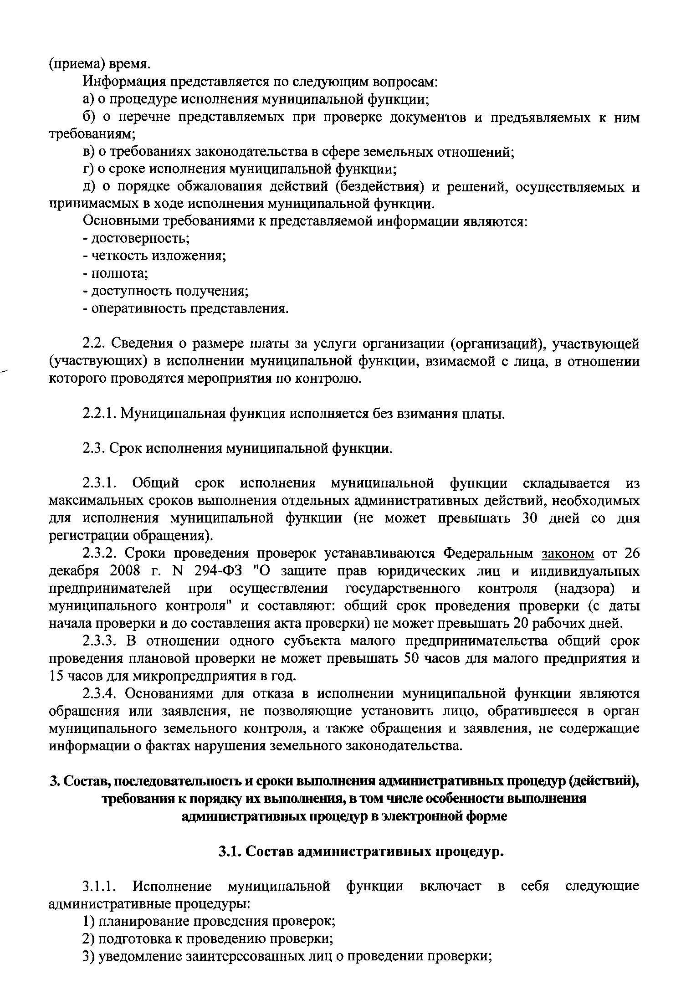 (приема) время.
Информация представляется по следующим вопросам:
а) о процедуре исполнения муниципальной функции;
б) о перечне представляемых при проверке документов и предъявляемых к ним
требованиям;
в) о требованиях законодательства в сфере земельных отношений;
г) о сроке исполнения муниципальной функции;
д) о порядке обжалования действий (бездействия) и решений, осуществляемых и
принимаемых в ходе исполнения муниципальной функции.
Основными требованиями к представляемой информации являются:
- достоверность;
- четкость изложения;
- полнота;
- доступность получения;
- оперативность представления.
2.2. Сведения о размере платы за услуги организации (организаций), участвующей
(участвующих) в исполнении муниципальной функции, взимаемой с лица, в отношении
которого проводятся мероприятия по контролю.
2.2.1. Муниципальная функция исполняется без взимания платы.
2.3. Срок исполнения муниципальной функции.
2.3.1. Общий срок исполнения муниципальной функции складывается из
максимальных сроков выполнения отдельных административных действий, необходимых
для исполнения муниципальной функции (не может превышать 30 дней со дня
регистрации обращения).
2.3.2. Сроки проведения проверок устанавливаются Федеральным законом от 26
декабря 2008 г. N 294-ФЗ "О защите прав юридических лиц и индивидуальных
предпринимателей при осуществлении государственного контроля (надзора) и
муниципального контроля" и составляют: общий срок проведения проверки (с даты
начала проверки и до составления акта проверки) не может превышать 20 рабочих дней.
2.3.3. В отношении одного субъекта малого предпринимательства общий срок
проведения плановой проверки не может превышать 50 часов для малого предприятия и
15 часов для микропредприятия в год.
2.3.4. Основаниями для отказа в исполнении муниципальной функции являются
обращения или заявления, не позволяющие установить лицо, обратившееся в орган
муниципального земельного контроля, а также обращения и заявления, не содержащие
информации о фактах нарушения земельного законодательства.
3. Состав, последовательность и сроки выполнения административных процедур (действий),
требования к порядку их выполнения, в том числе особенности выполнения
административных процедур в электронной форме
3.1. Состав административных процедур.
3.1.1. Исполнение муниципальной функции включает в себя следующие
административные процедуры:
1) планирование проведения проверок;
2) подготовка к проведению проверки;
3) уведомление заинтересованных лиц о проведении проверки;